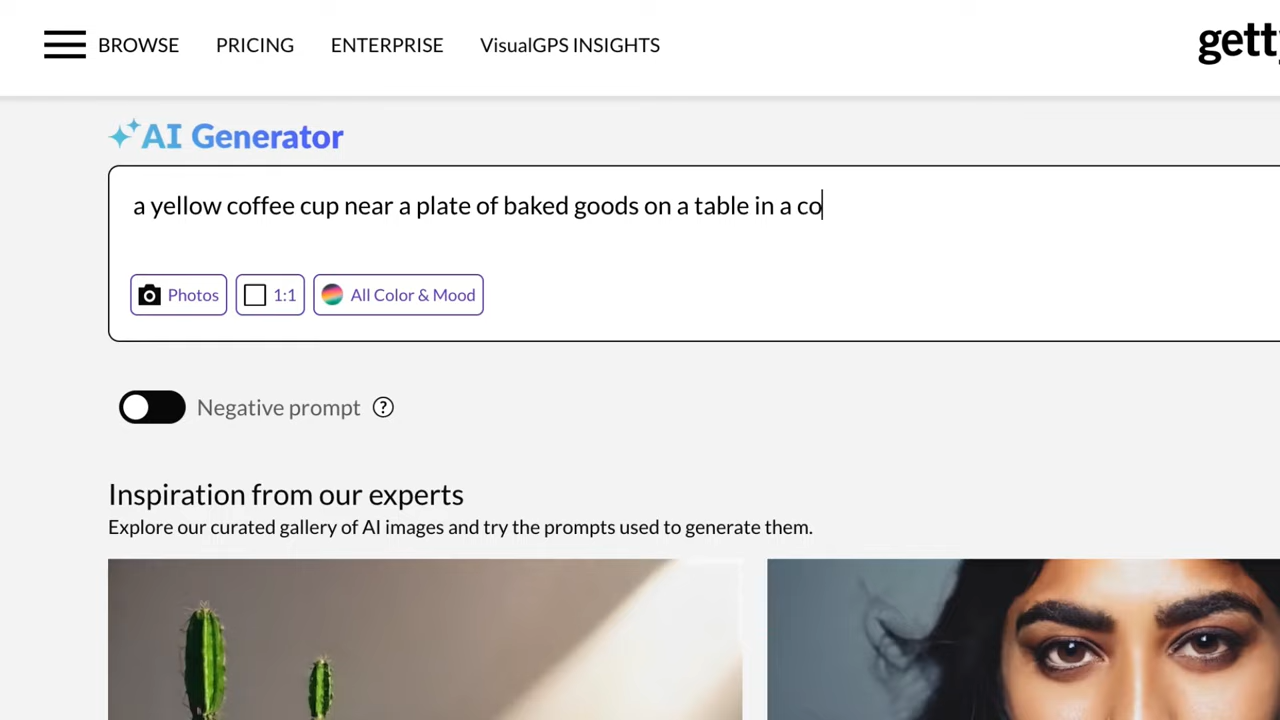 BROWSE PRICING ENTERPRISE VisualGPS INSIGHTS
gett
AI Generator
a yellow coffee cup near a plate of baked goods on a table in a co
Photos 1:1 All Color & Mood
Negative prompt ?
Inspiration from our experts
Explore our curated gallery of AI images and try the prompts used to generate them.